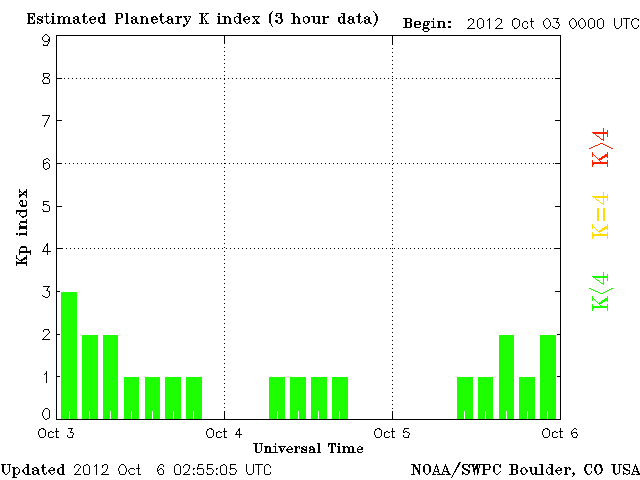 Estimated Planetary K index (3 hour data)
Begin: 2012 Oct 03 0000 UTC
9
8
7
6
5
4
3
2
1
0
Kp index
K>4
K=4
K<4
Oct 3
Oct 4
Oct 5
Oct 6
Universal Time
Updated 2012 Oct 6 02:55:05 UTC
NOAA/SWPC Boulder, CO USA